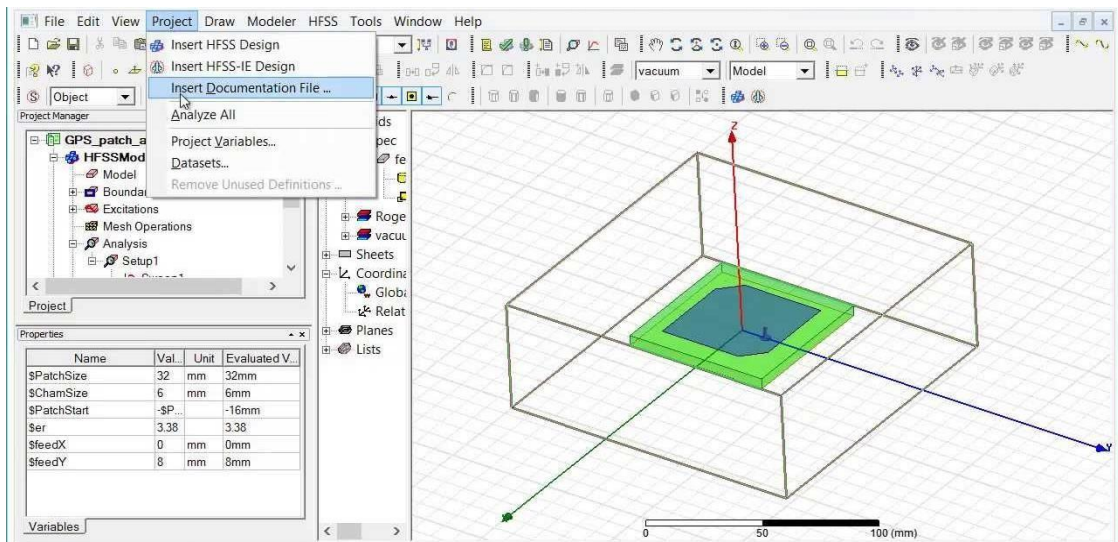 File Edit View Project Draw Modeler HFSS Tools Window Help
Insert HFSS Design
Insert HFSS-IE Design
Insert Documentation File ...
Analyze All
Project Variables...
Datasets...
Remove Unused Definitions ...
vacuum
Model
Object
Project Manager
GPS_patch_a
HFSSMod
Model
Boundar
Excitations
Mesh Operations
Analysis
Setup1
Project
Properties
Name Val... Unit Evaluated V...
$PatchSize 32 mm 32mm
$ChamSize 6 mm 6mm
$PatchStart -$P... -16mm
$er 3.38 3.38
$feedX 0 mm 0mm
$feedY 8 mm 8mm
Variables
ds
pec
fe
Roge
vacuu
Sheets
Coordina
Globa
Relat
Planes
Lists
Z
Y
0 50 100 (mm)